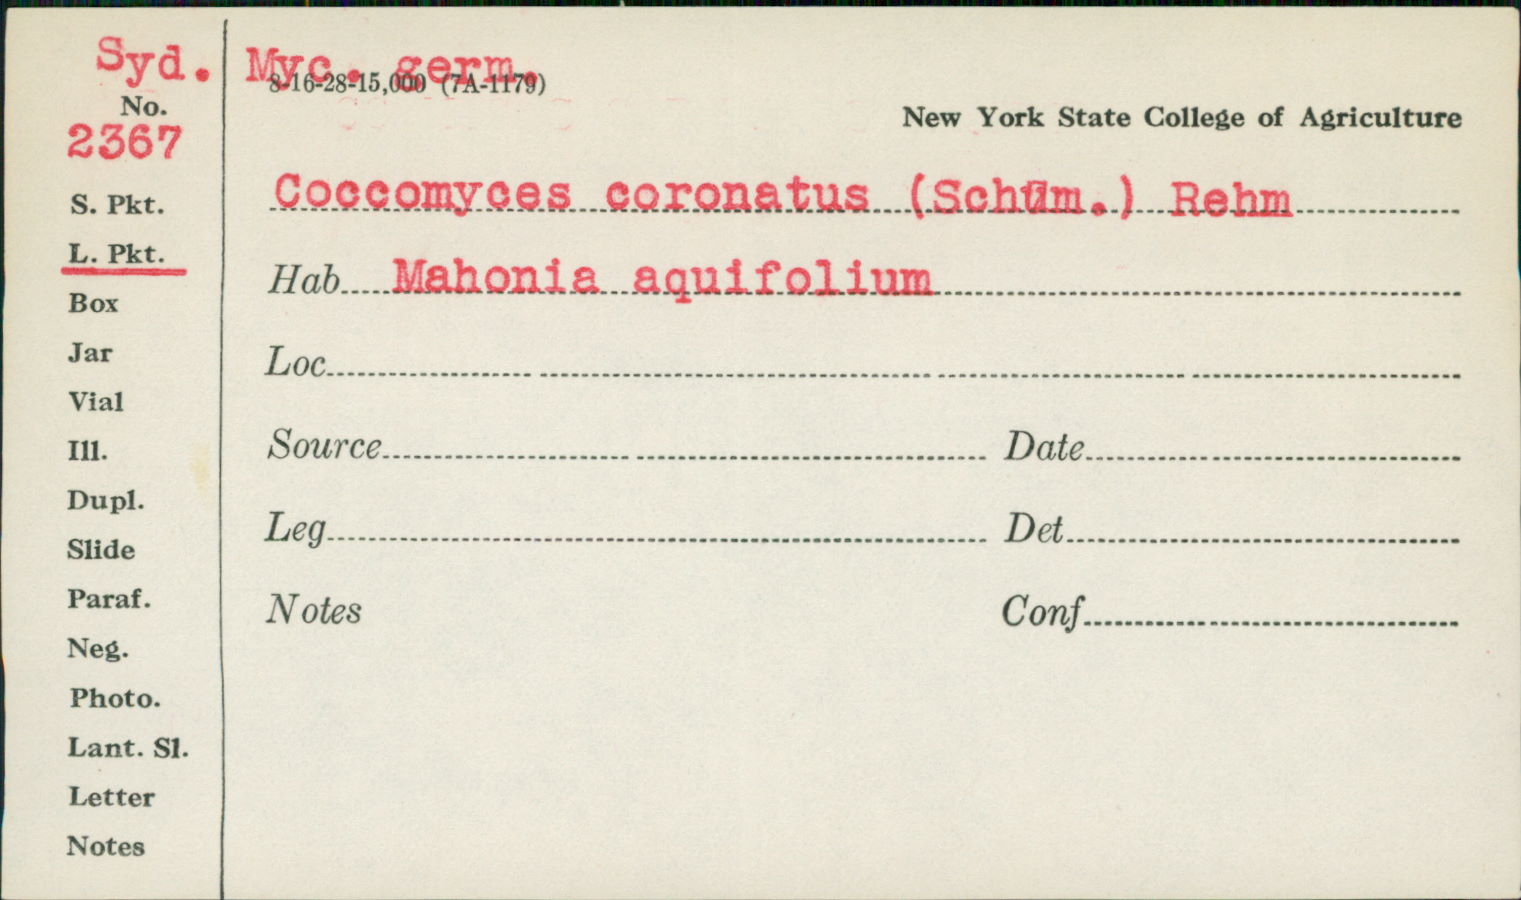 Syd. Myc. germ.
8-16-28-15,000 (7A-1179)
No.
2367
New York State College of Agriculture
S. Pkt.
Coccomyces coronatus (Schüm.) Rehm
L. Pkt.
Hab Mahonia aquifolium
Box
Jar
Loc
Vial
Ill.
Source Date
Dupl.
Slide
Leg Det
Paraf.
Notes Conf
Neg.
Photo.
Lant. Sl.
Letter
Notes